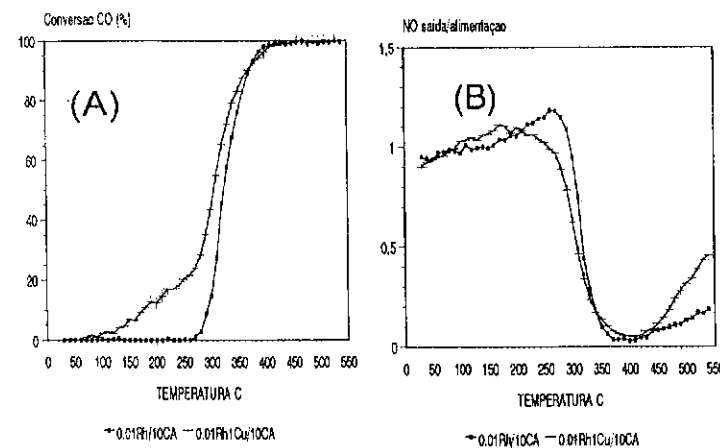 Conversao CO [%]
100
80
60
40
20
0
(A)
0 50 100 150 200 250 300 350 400 450 500 550
TEMPERATURA C
0.01Rh/10CA 0.01Rh1Cu/10CA
NO saida/alimentaçao
1,5
1
0,5
0
(B)
0 50 100 150 200 250 300 350 400 450 500 550
TEMPERATURA C
0.01Rh/10CA 0.01Rh1Cu/10CA